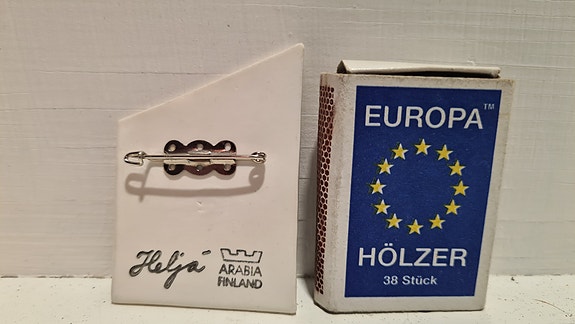 Heljä
ARABIA
FINLAND
EUROPA™
HÖLZER
38 Stück